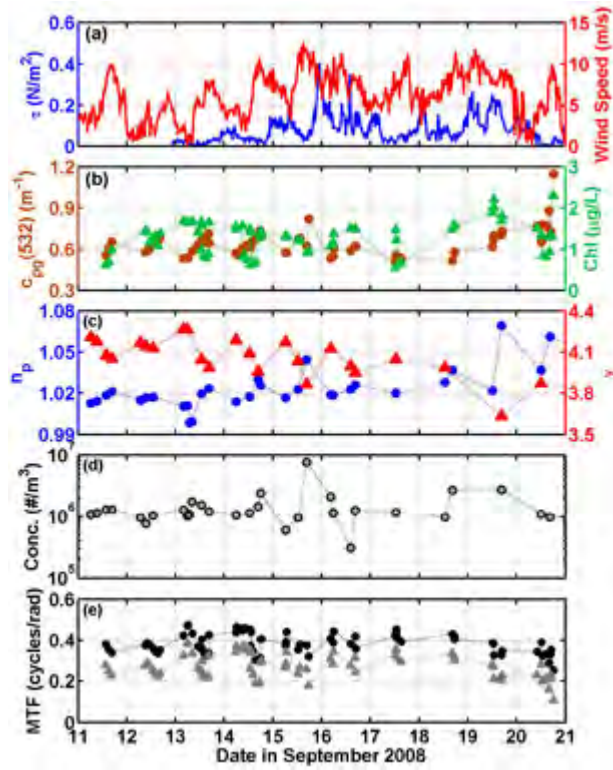 (a)
τ (N/m²)
0.6
0.4
0.2
0
Wind Speed (m/s)
15
10
5
0
(b)
c_pg(532) (m⁻¹)
1.2
0.9
0.6
0.3
Chl (µg/L)
3
2
1
0
(c)
n_p
1.08
1.05
1.02
0.99
4.5
4.2
3.8
3.5
(d)
Conc. (#/m³)
10⁷
10⁶
10⁵
(e)
MTF (cycles/rad)
0.6
0.4
0.2
0
11 12 13 14 15 16 17 18 19 20 21
Date in September 2008